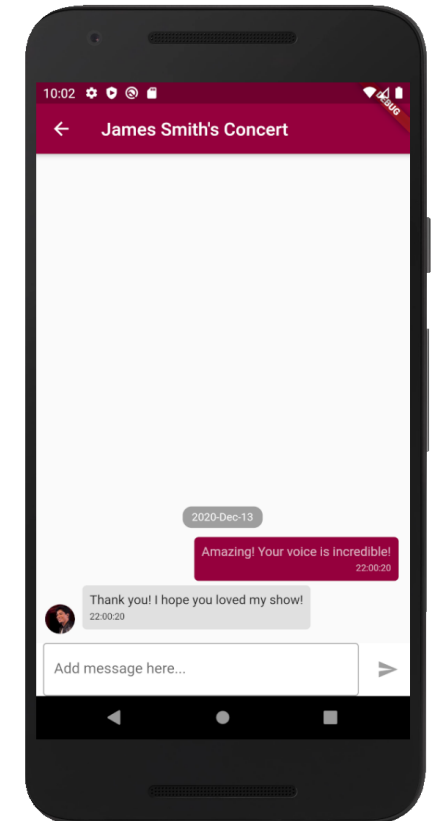 10:02
DEBUG
James Smith's Concert
2020-Dec-13
Amazing! Your voice is incredible!
22:00:20
Thank you! I hope you loved my show!
22:00:20
Add message here...